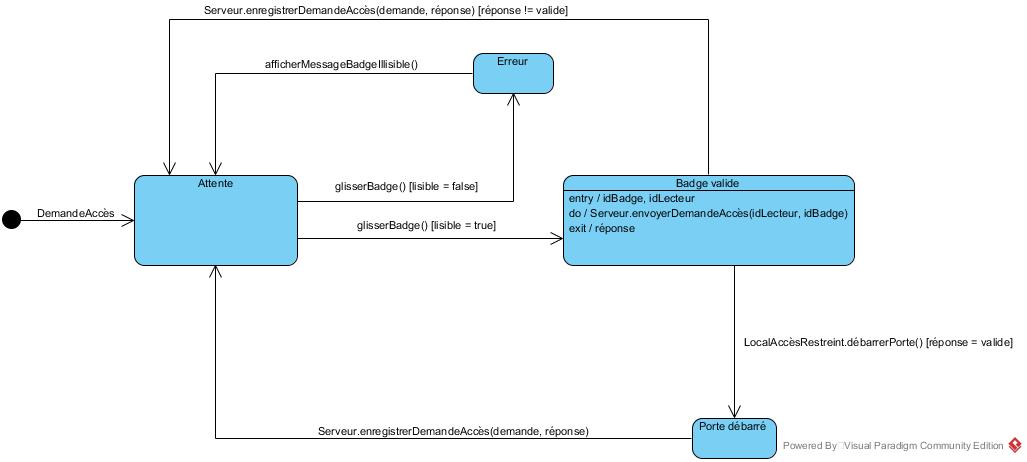 Serveur.enregistrerDemandeAccès(demande, réponse) [réponse != valide]
afficherMessageBadgeIllisible()
Erreur
Attente
glisserBadge() [lisible = false]
Badge valide
entry / idBadge, idLecteur
do / Serveur.envoyerDemandeAccès(idLecteur, idBadge)
exit / réponse
DemandeAccès
glisserBadge() [lisible = true]
LocalAccèsRestreint.débarrerPorte() [réponse = valide]
Serveur.enregistrerDemandeAccès(demande, réponse)
Porte débarré
Powered By Visual Paradigm Community Edition